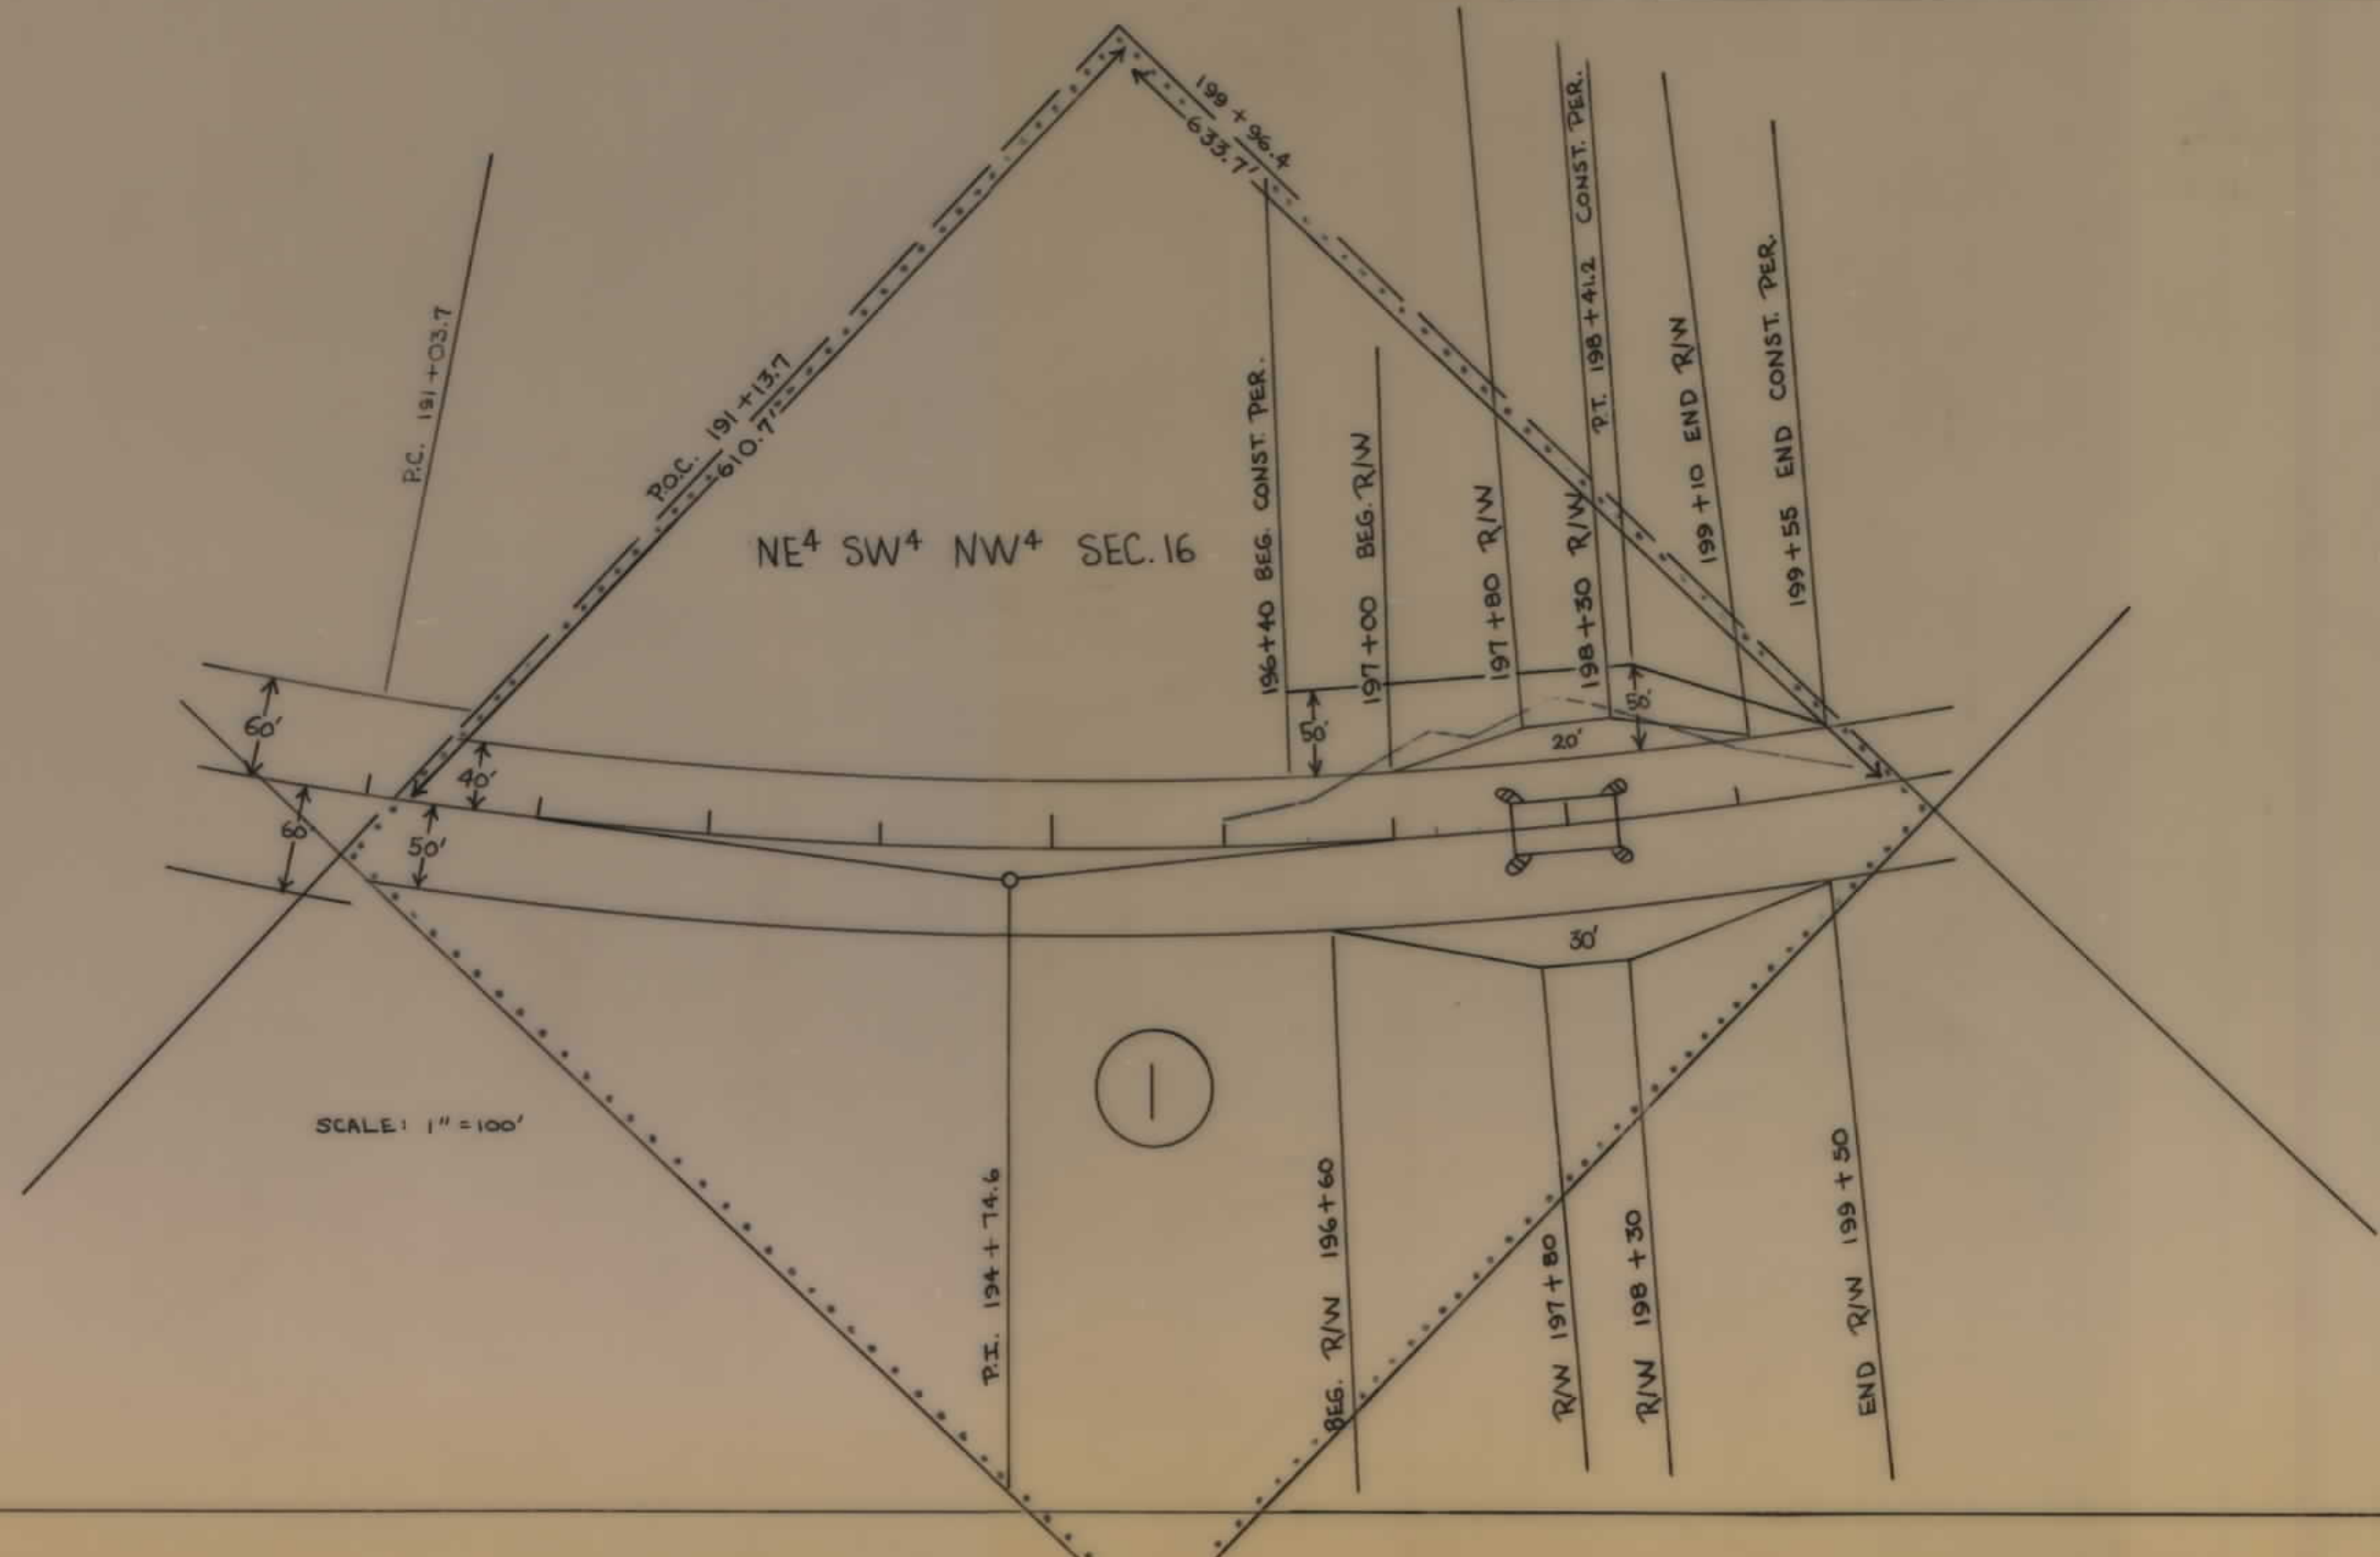 199 + 96.4
633.7'
P.C. 191 + 03.7
P.O.C. 191 + 13.7
610.7'
NE⁴ SW⁴ NW⁴ SEC. 16
196+40 BEG. CONST. PER.
197+00 BEG. R/W
197+80 R/W
198+30 R/W
P.T. 198+41.2 CONST. PER.
199+10 END R/W
199+55 END CONST. PER.
60'
40'
60'
50'
20'
30'
1
SCALE: 1" = 100'
P.I. 194 + 74.6
BEG. R/W 196+60
R/W 197+80
R/W 198+30
END R/W 199+50